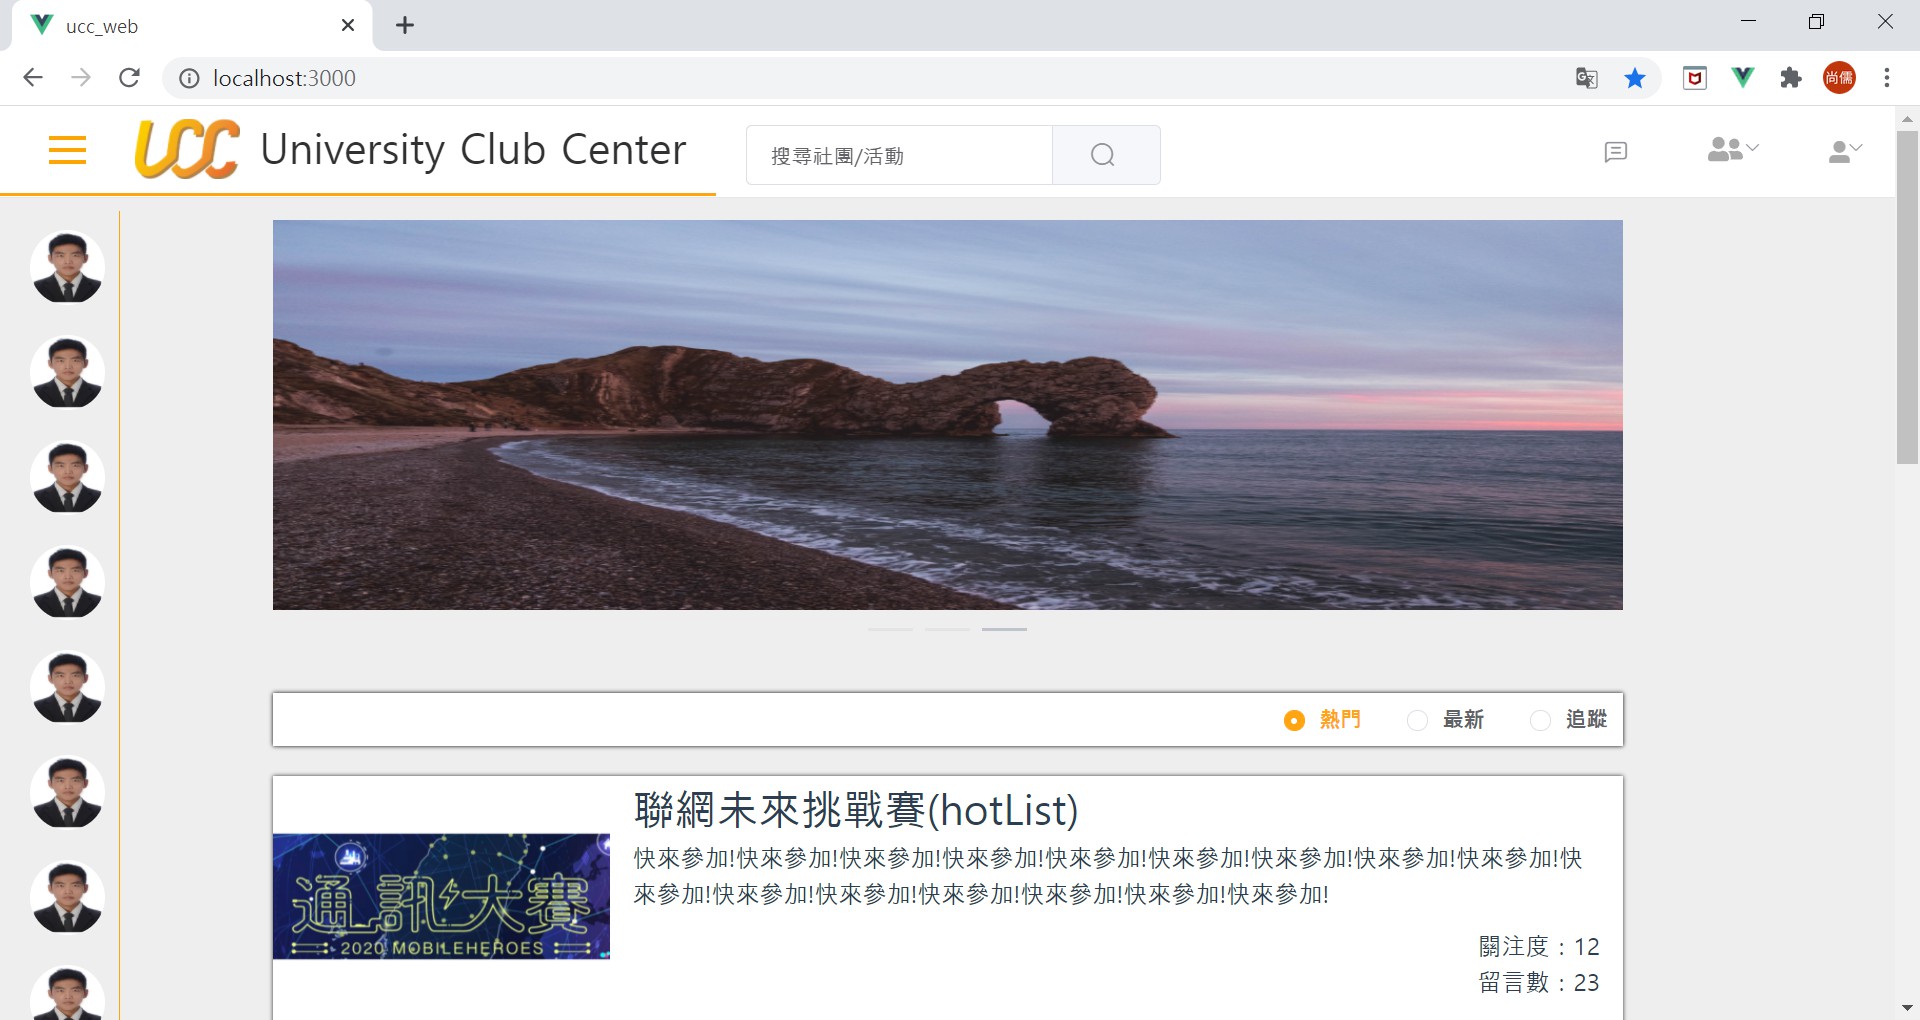 ucc_web
localhost:3000
尚儒
UCC University Club Center
搜尋社團/活動
熱門
最新
追蹤
聯網未來挑戰賽(hotList)
快來參加!快來參加!快來參加!快來參加!快來參加!快來參加!快來參加!快來參加!快來參加!快
來參加!快來參加!快來參加!快來參加!快來參加!快來參加!快來參加!
通訊大賽
2020 MOBILEHEROES
關注度：12
留言數：23